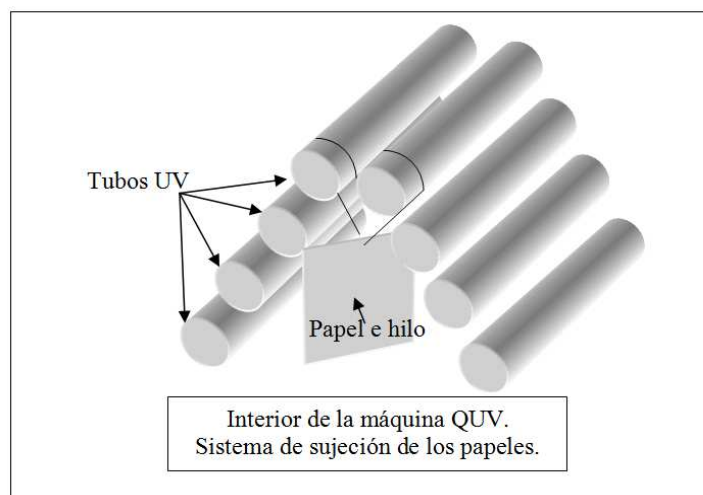 Tubos UV
Papel e hilo
Interior de la máquina QUV.
Sistema de sujeción de los papeles.